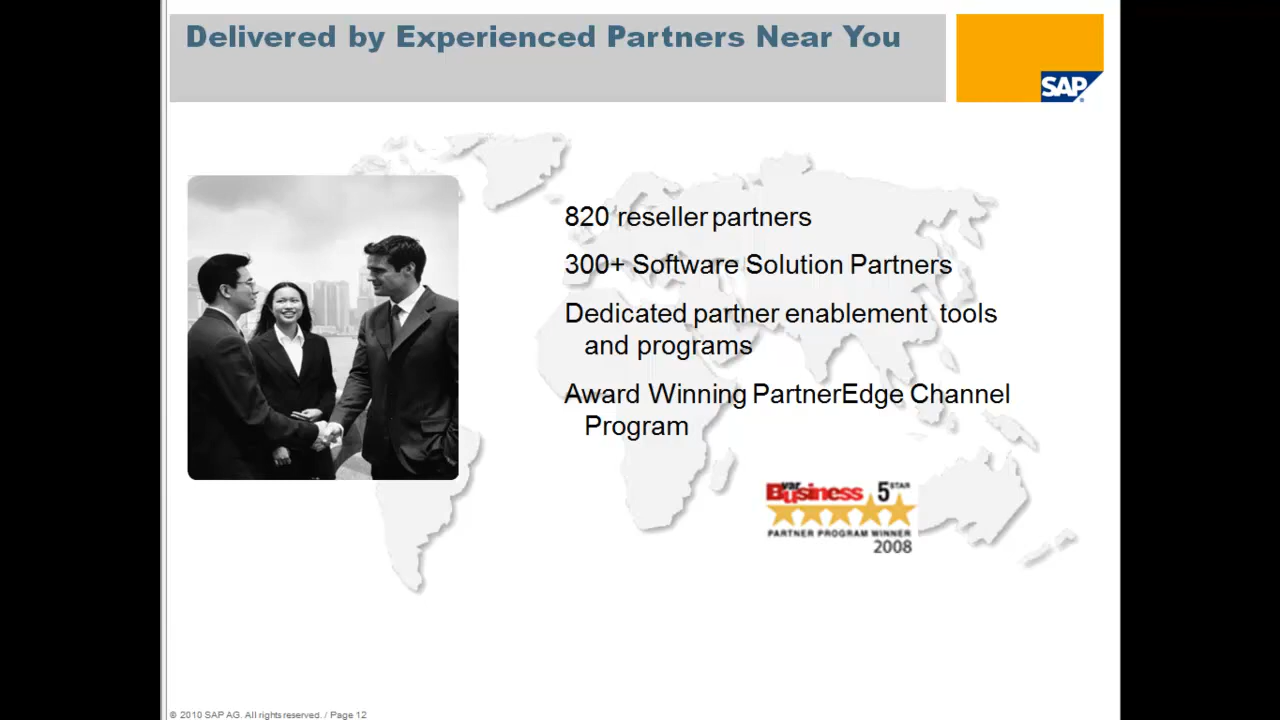 Delivered by Experienced Partners Near You
SAP
820 reseller partners
300+ Software Solution Partners
Dedicated partner enablement tools
and programs
Award Winning PartnerEdge Channel
Program
var
Business 5 STAR
PARTNER PROGRAM WINNER
2008
© 2010 SAP AG. All rights reserved. / Page 12